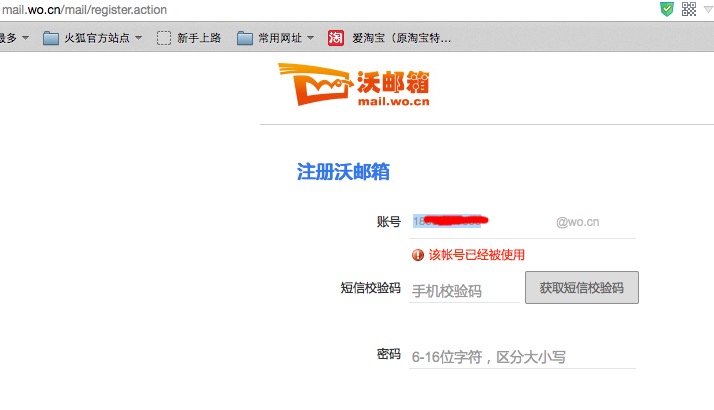 mail.wo.cn/mail/register.action
最多 火狐官方站点 新手上路 常用网址 淘 爱淘宝（原淘宝特...
沃邮箱
mail.wo.cn
注册沃邮箱
账号 @wo.cn
该帐号已经被使用
短信校验码 手机校验码 获取短信校验码
密码 6-16位字符，区分大小写